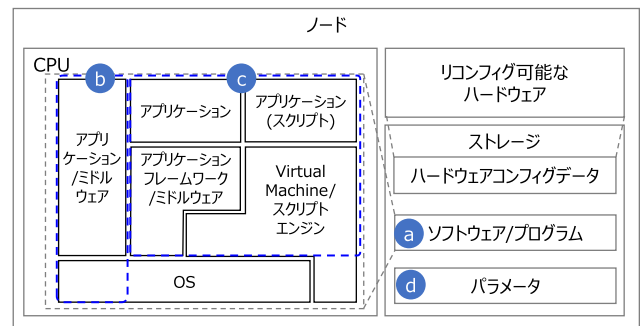 ノード
CPU
b
c
アプリ
ケーション
/ミドル
ウェア
アプリケーション
アプリケーション
(スクリプト)
アプリケーション
フレームワーク
/ミドルウェア
Virtual
Machine/
スクリプト
エンジン
OS
リコンフィグ可能な
ハードウェア
ストレージ
ハードウェアコンフィグデータ
a
ソフトウェア/プログラム
d
パラメータ